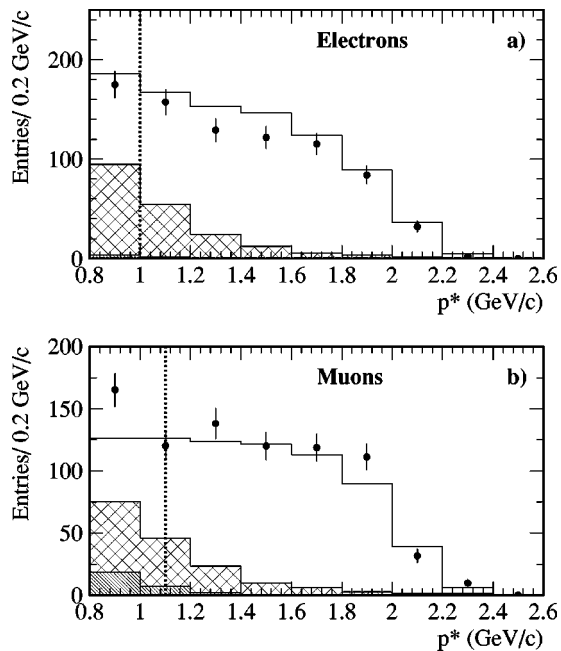 Entries/ 0.2 GeV/c
200
100
0
Electrons
a)
0.8 1 1.2 1.4 1.6 1.8 2 2.2 2.4 2.6
p* (GeV/c)
Entries/ 0.2 GeV/c
200
150
100
50
0
Muons
b)
0.8 1 1.2 1.4 1.6 1.8 2 2.2 2.4 2.6
p* (GeV/c)